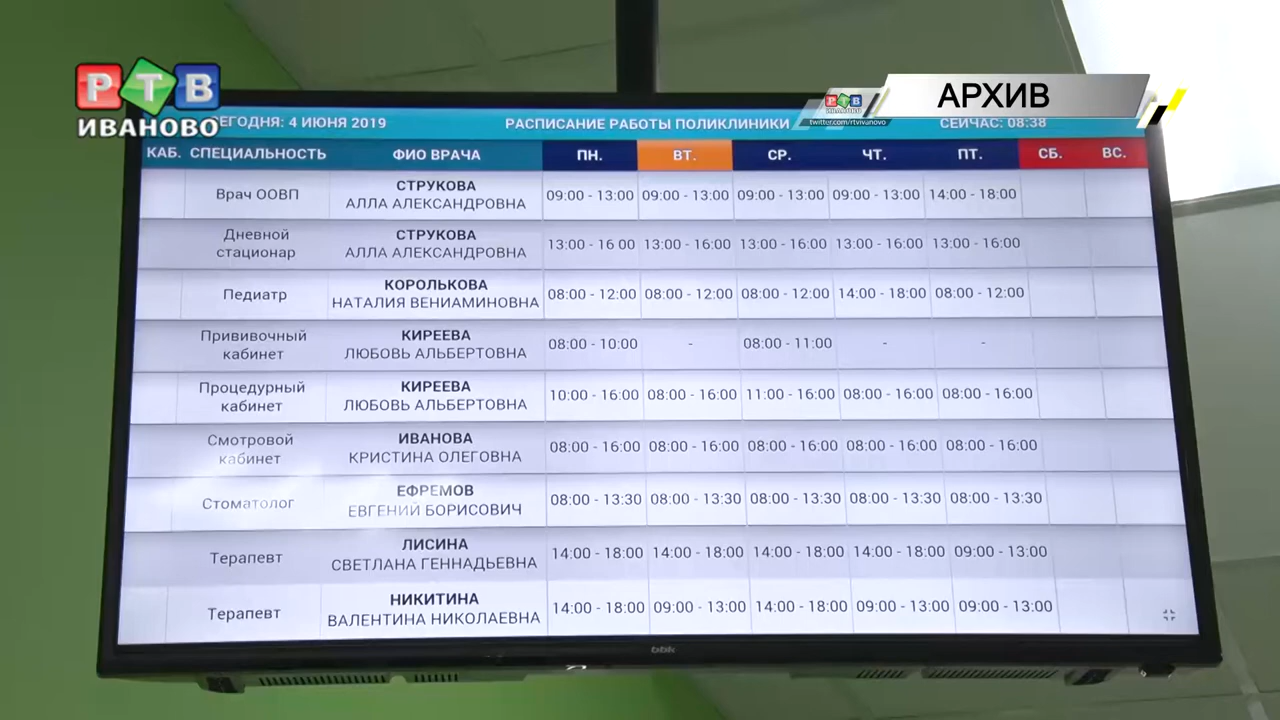 РТВ
ИВАНОВО
РТВ
ИВАНОВО
twitter.com/rtvivanovo
АРХИВ
ЕГОДНЯ: 4 ИЮНЯ 2019 РАСПИСАНИЕ РАБОТЫ ПОЛИКЛИНИКИ СЕЙЧАС: 08:38
КАБ. СПЕЦИАЛЬНОСТЬ ФИО ВРАЧА ПН. ВТ. СР. ЧТ. ПТ. СБ. ВС.
Врач ООВП СТРУКОВА АЛЛА АЛЕКСАНДРОВНА 09:00 - 13:00 09:00 - 13:00 09:00 - 13:00 09:00 - 13:00 14:00 - 18:00
Дневной стационар СТРУКОВА АЛЛА АЛЕКСАНДРОВНА 13:00 - 16 00 13:00 - 16:00 13:00 - 16:00 13:00 - 16:00 13:00 - 16:00
Педиатр КОРОЛЬКОВА НАТАЛИЯ ВЕНИАМИНОВНА 08:00 - 12:00 08:00 - 12:00 08:00 - 12:00 14:00 - 18:00 08:00 - 12:00
Прививочный кабинет КИРЕЕВА ЛЮБОВЬ АЛЬБЕРТОВНА 08:00 - 10:00 - 08:00 - 11:00 - -
Процедурный кабинет КИРЕЕВА ЛЮБОВЬ АЛЬБЕРТОВНА 10:00 - 16:00 08:00 - 16:00 11:00 - 16:00 08:00 - 16:00 08:00 - 16:00
Смотровой кабинет ИВАНОВА КРИСТИНА ОЛЕГОВНА 08:00 - 16:00 08:00 - 16:00 08:00 - 16:00 08:00 - 16:00 08:00 - 16:00
Стоматолог ЕФРЕМОВ ЕВГЕНИЙ БОРИСОВИЧ 08:00 - 13:30 08:00 - 13:30 08:00 - 13:30 08:00 - 13:30 08:00 - 13:30
Терапевт ЛИСИНА СВЕТЛАНА ГЕННАДЬЕВНА 14:00 - 18:00 14:00 - 18:00 14:00 - 18:00 14:00 - 18:00 09:00 - 13:00
Терапевт НИКИТИНА ВАЛЕНТИНА НИКОЛАЕВНА 14:00 - 18:00 09:00 - 13:00 14:00 - 18:00 09:00 - 13:00 09:00 - 13:00
bbk